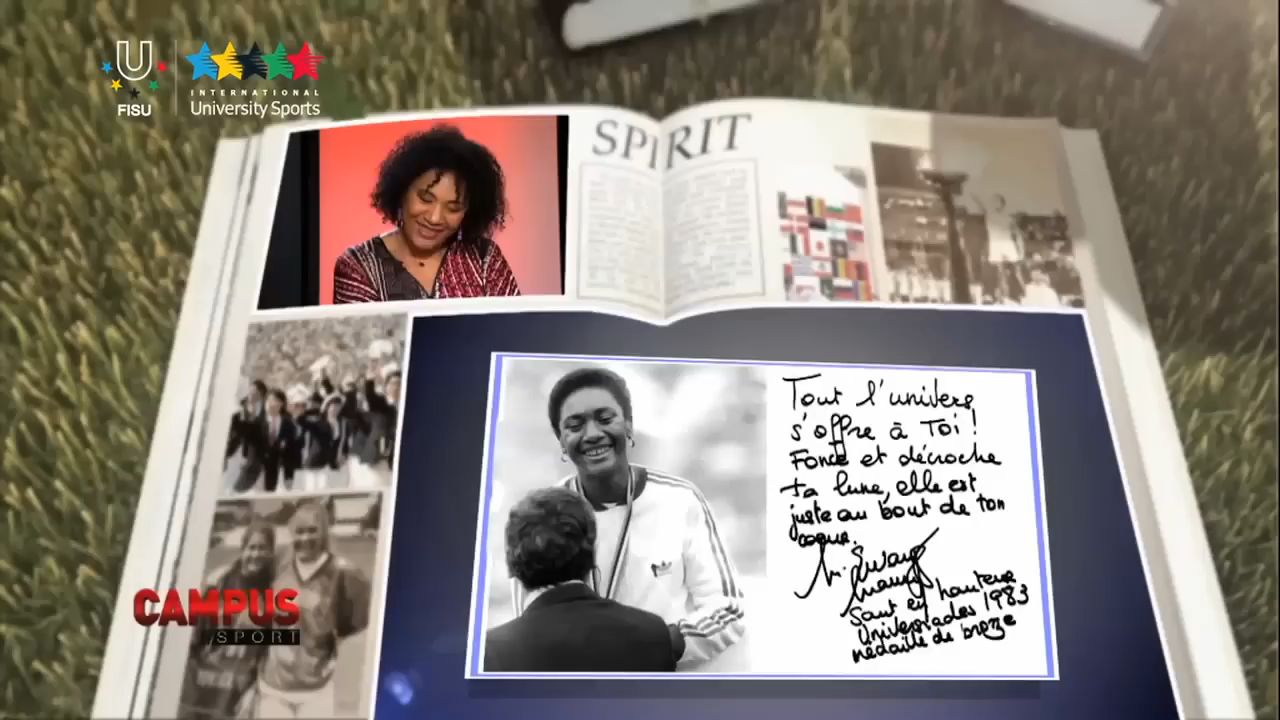 U
FISU
INTERNATIONAL
University Sports
SPIRIT
Tout l'univers
s'offre à Toi !
Fonce et décroche
ta lune, elle est
juste au bout de ton
coeur.
Saut en hauteur
Universiades 1983
médaille de bronze
CAMPUS
SPORT